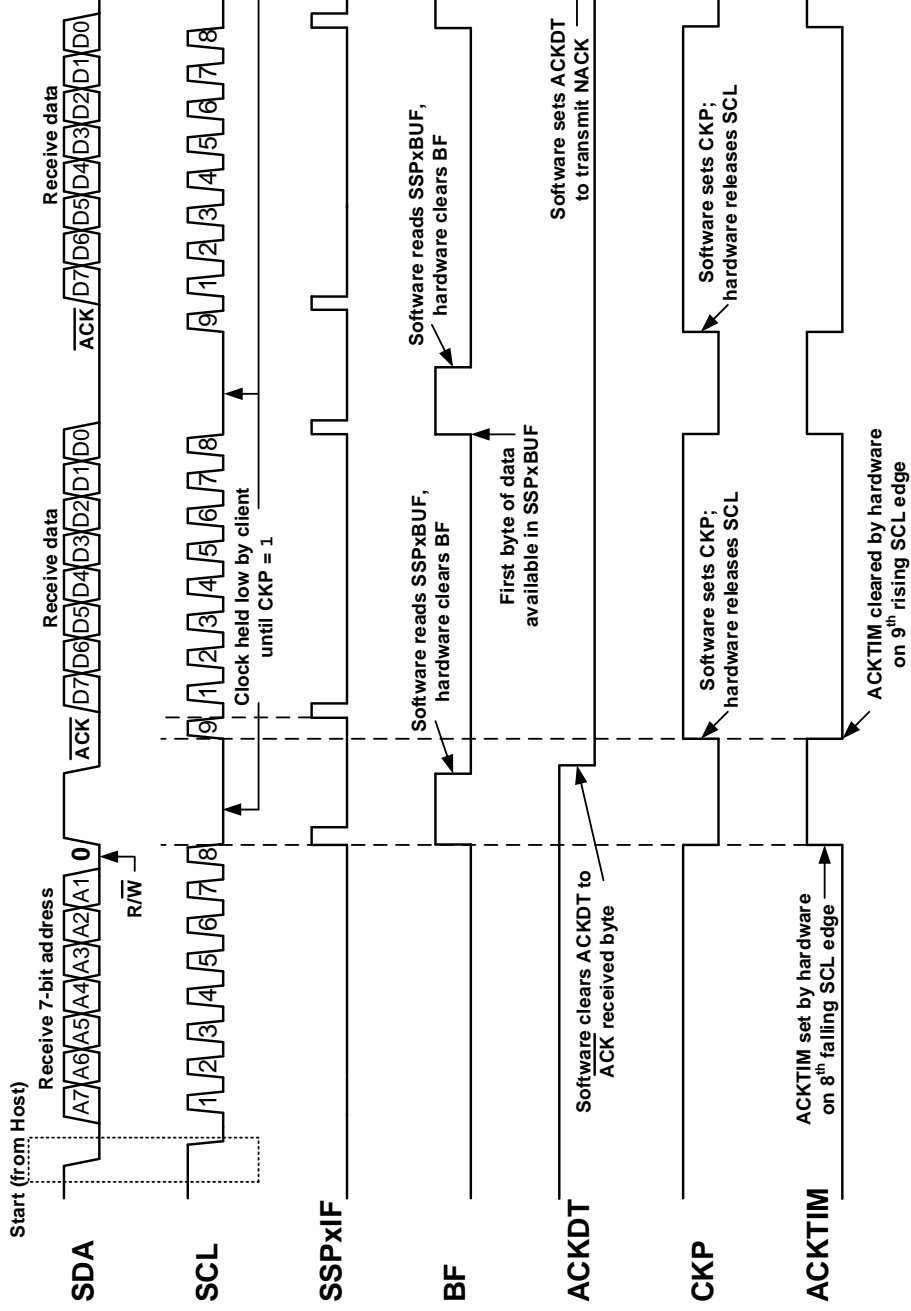 Start (from Host)
Receive 7-bit address
Receive data
Receive data
SDA
A7 A6 A5 A4 A3 A2 A1 0
ACK
D7 D6 D5 D4 D3 D2 D1 D0
ACK
D7 D6 D5 D4 D3 D2 D1 D0
R/W
SCL
1 2 3 4 5 6 7 8
9 1 2 3 4 5 6 7 8
9 1 2 3 4 5 6 7 8
Clock held low by client
until CKP = 1
SSPxIF
BF
Software reads SSPxBUF,
hardware clears BF
First byte of data
available in SSPxBUF
Software reads SSPxBUF,
hardware clears BF
ACKDT
Software clears ACKDT to
ACK received byte
Software sets ACKDT
to transmit NACK
CKP
Software sets CKP;
hardware releases SCL
Software sets CKP;
hardware releases SCL
ACKTIM
ACKTIM set by hardware
on 8th falling SCL edge
ACKTIM cleared by hardware
on 9th rising SCL edge